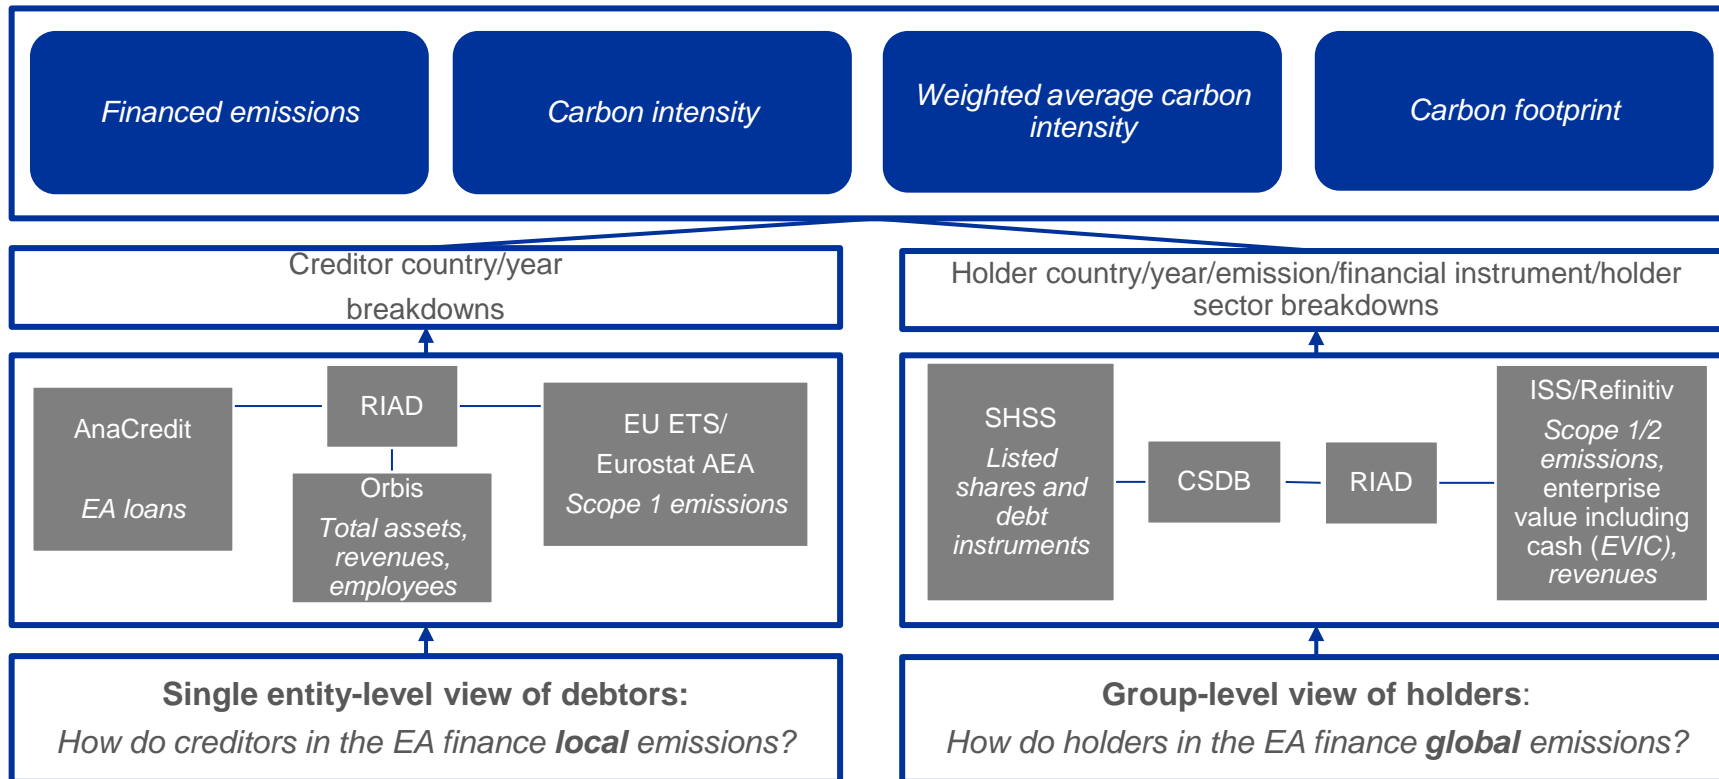 Financed emissions
Carbon intensity
Weighted average carbon
intensity
Carbon footprint
Creditor country/year
breakdowns
Holder country/year/emission/financial instrument/holder
sector breakdowns
AnaCredit
EA loans
RIAD
Orbis
Total assets,
revenues,
employees
EU ETS/
Eurostat AEA
Scope 1 emissions
SHSS
Listed
shares and
debt
instruments
CSDB
RIAD
ISS/Refinitiv
Scope 1/2
emissions,
enterprise
value including
cash (EVIC),
revenues
Single entity-level view of debtors:
How do creditors in the EA finance local emissions?
Group-level view of holders:
How do holders in the EA finance global emissions?